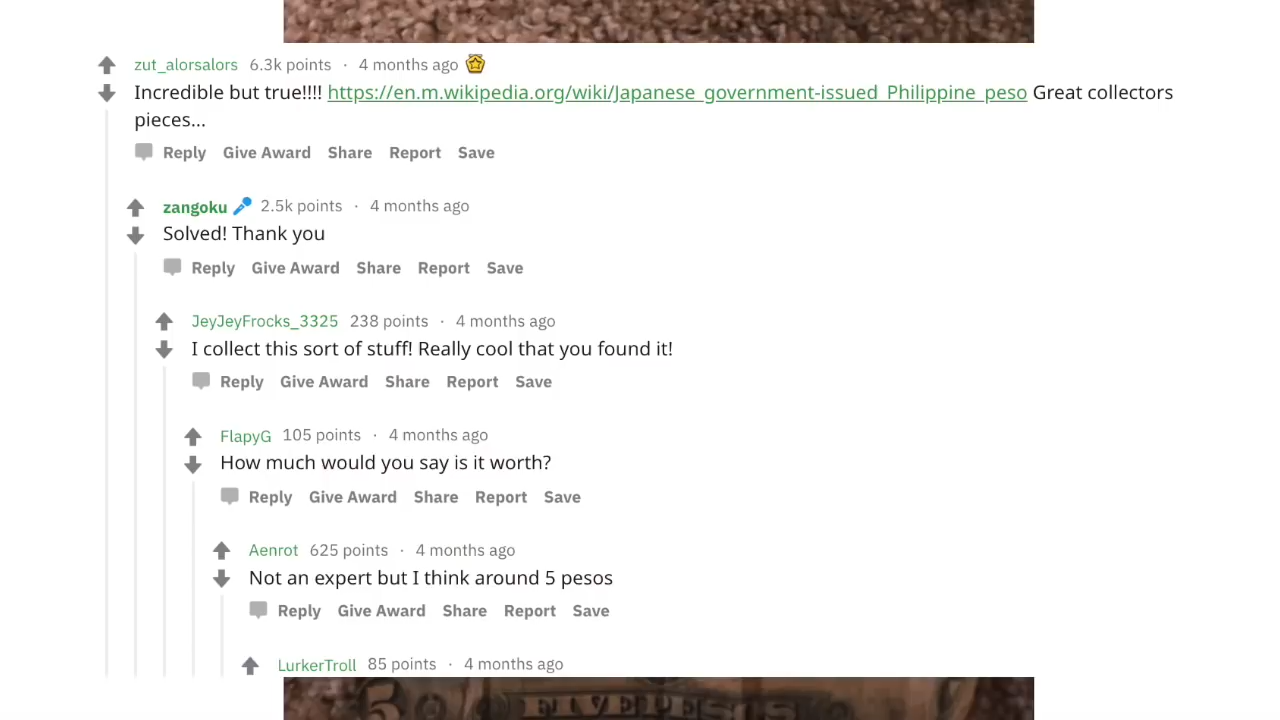 zut_alorsalors 6.3k points · 4 months ago
Incredible but true!!!! https://en.m.wikipedia.org/wiki/Japanese_government-issued_Philippine_peso Great collectors
pieces...
Reply Give Award Share Report Save
zangoku 2.5k points · 4 months ago
Solved! Thank you
Reply Give Award Share Report Save
JeyJeyFrocks_3325 238 points · 4 months ago
I collect this sort of stuff! Really cool that you found it!
Reply Give Award Share Report Save
FlapyG 105 points · 4 months ago
How much would you say is it worth?
Reply Give Award Share Report Save
Aenrot 625 points · 4 months ago
Not an expert but I think around 5 pesos
Reply Give Award Share Report Save
LurkerTroll 85 points · 4 months ago
5 FIVE PESOS